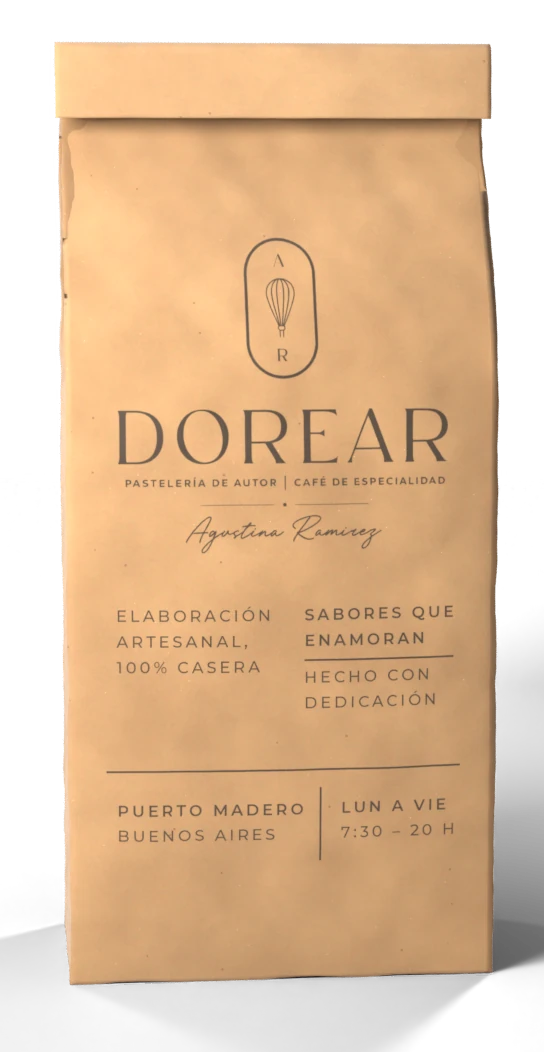 A
R
DOREAR
PASTELERÍA DE AUTOR | CAFÉ DE ESPECIALIDAD
Agustina Ramirez
ELABORACIÓN
ARTESANAL,
100% CASERA
SABORES QUE
ENAMORAN
HECHO CON
DEDICACIÓN
PUERTO MADERO
BUENOS AIRES
LUN A VIE
7:30 – 20 H